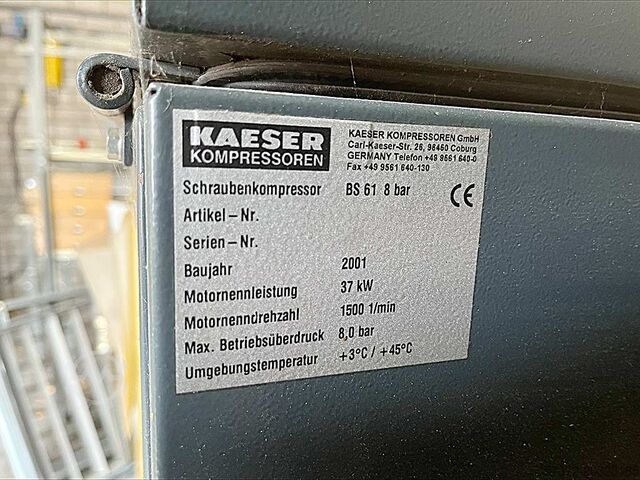 KAESER
KOMPRESSOREN
KAESER KOMPRESSOREN GmbH
Carl-Kaeser-Str. 26, 96450 Coburg
GERMANY Telefon +49 9561 640-0
Fax +49 9561 640-130
Schraubenkompressor BS 61 8 bar
CE
Artikel – Nr.
Serien – Nr.
Baujahr 2001
Motornennleistung 37 kW
Motornenndrehzahl 1500 1/min
Max. Betriebsüberdruck 8,0 bar
Umgebungstemperatur +3°C / +45°C